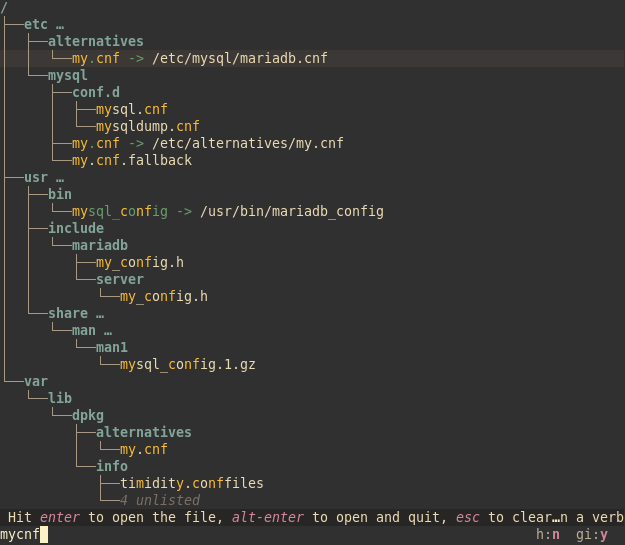 /
├──etc …
│  ├──alternatives
│  │  └──my.cnf -> /etc/mysql/mariadb.cnf
│  └──mysql
│     ├──conf.d
│     │  ├──mysql.cnf
│     │  └──mysqldump.cnf
│     ├──my.cnf -> /etc/alternatives/my.cnf
│     └──my.cnf.fallback
├──usr …
│  ├──bin
│  │  └──mysql_config -> /usr/bin/mariadb_config
│  ├──include
│  │  └──mariadb
│  │     ├──my_config.h
│  │     └──server
│  │        └──my_config.h
│  └──share …
│     └──man …
│        └──man1
│           └──mysql_config.1.gz
└──var
   └──lib
      └──dpkg
         ├──alternatives
         │  └──my.cnf
         └──info
            ├──timidity.conffiles
            └──4 unlisted
Hit enter to open the file, alt-enter to open and quit, esc to clear…n a verb
mycnf h:n gi:y